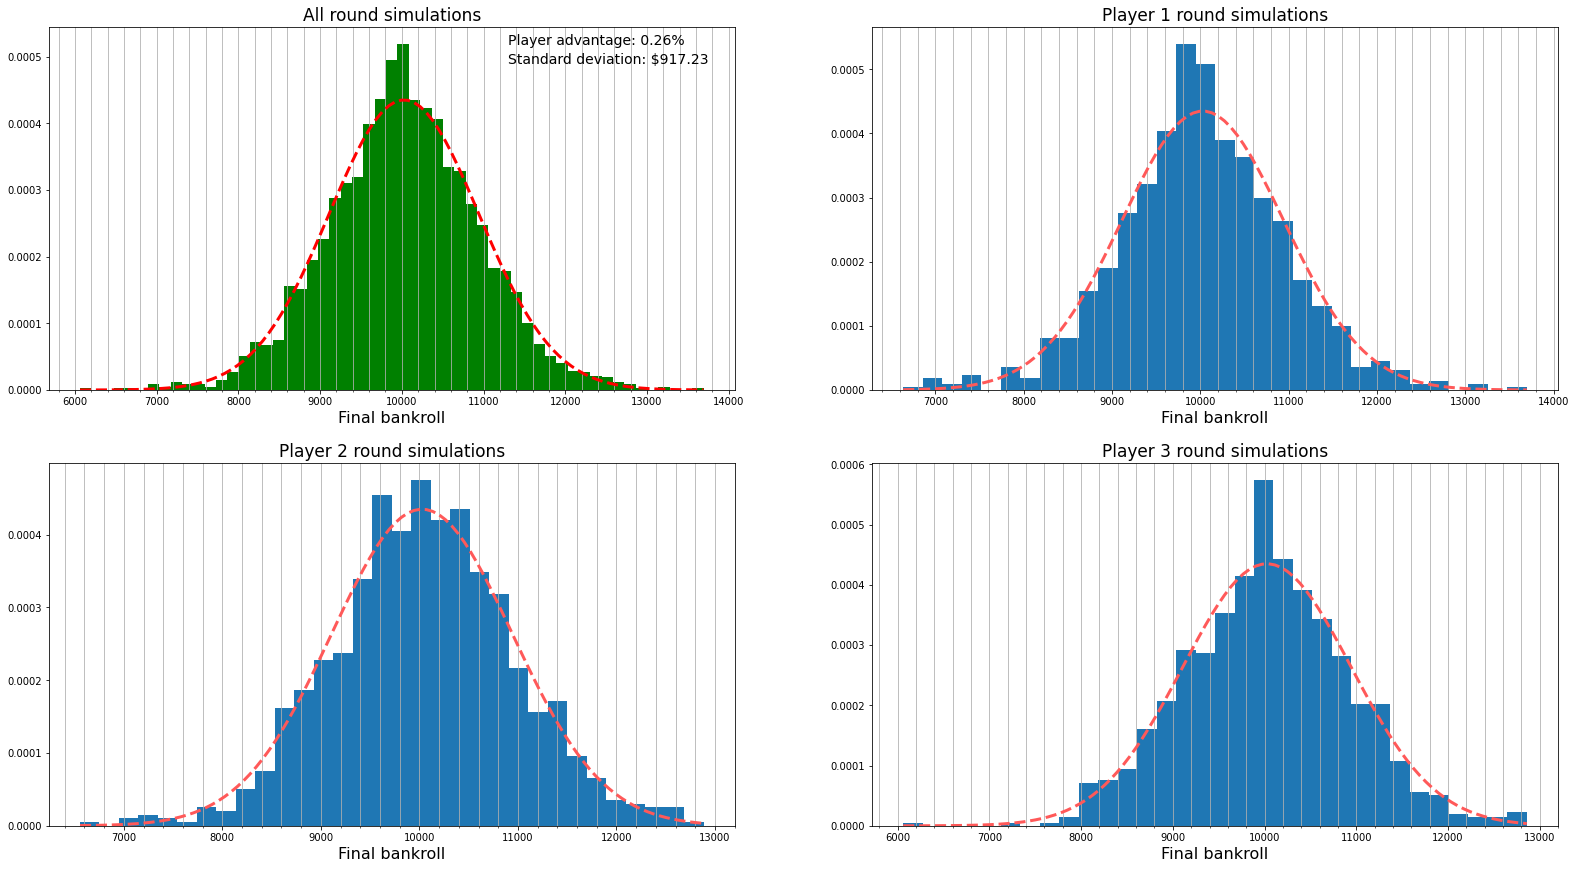 All round simulations
Player advantage: 0.26%
Standard deviation: $917.23
0.0005
0.0004
0.0003
0.0002
0.0001
0.0000
6000 7000 8000 9000 10000 11000 12000 13000 14000
Final bankroll
Player 1 round simulations
0.0005
0.0004
0.0003
0.0002
0.0001
0.0000
7000 8000 9000 10000 11000 12000 13000 14000
Final bankroll
Player 2 round simulations
0.0004
0.0003
0.0002
0.0001
0.0000
7000 8000 9000 10000 11000 12000 13000
Final bankroll
Player 3 round simulations
0.0006
0.0005
0.0004
0.0003
0.0002
0.0001
0.0000
6000 7000 8000 9000 10000 11000 12000 13000
Final bankroll